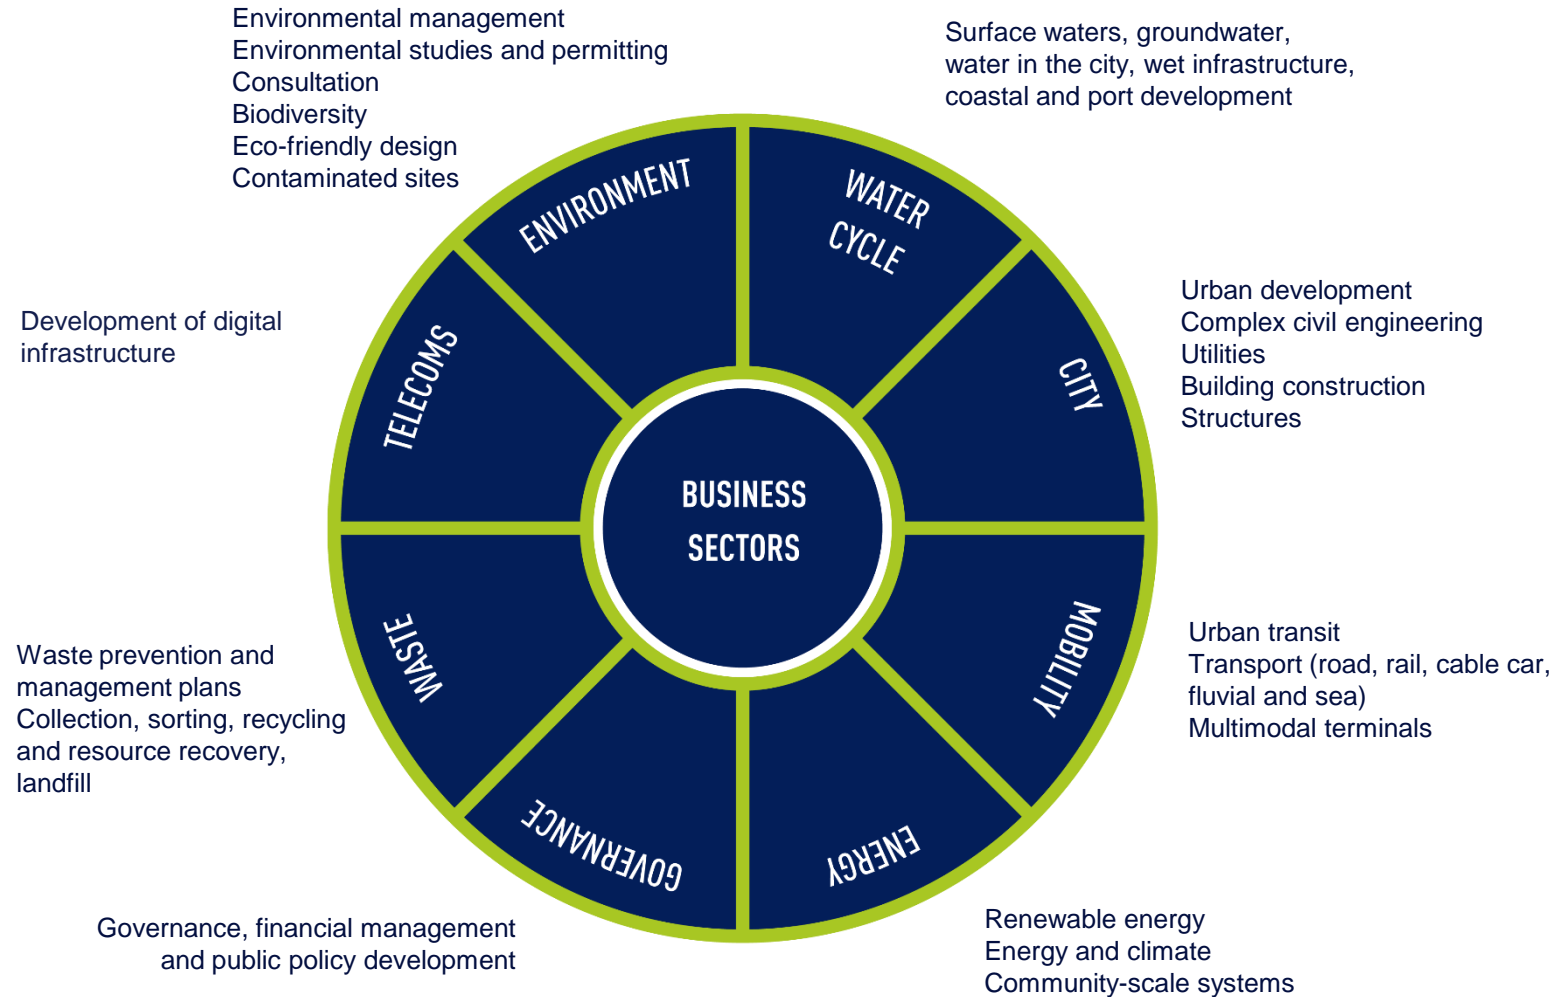 Environmental management
Environmental studies and permitting
Consultation
Biodiversity
Eco-friendly design
Contaminated sites
Surface waters, groundwater,
water in the city, wet infrastructure,
coastal and port development
ENVIRONMENT
WATER
CYCLE
Development of digital
infrastructure
TELECOMS
CITY
Urban development
Complex civil engineering
Utilities
Building construction
Structures
BUSINESS
SECTORS
Waste prevention and
management plans
Collection, sorting, recycling
and resource recovery,
landfill
WASTE
MOBILITY
Urban transit
Transport (road, rail, cable car,
fluvial and sea)
Multimodal terminals
GOVERNANCE
ENERGY
Governance, financial management
and public policy development
Renewable energy
Energy and climate
Community-scale systems